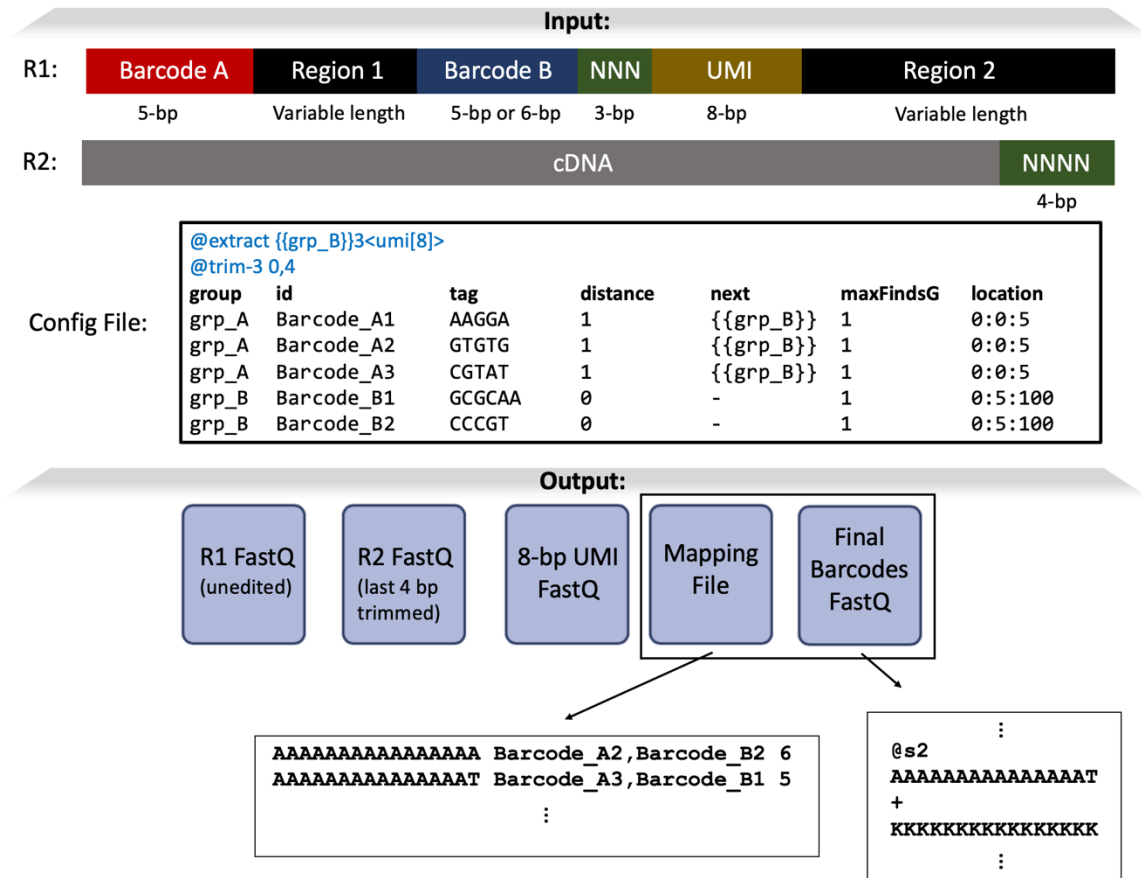 Input:
R1: Barcode A Region 1 Barcode B NNN UMI Region 2
5-bp Variable length 5-bp or 6-bp 3-bp 8-bp Variable length
R2: cDNA NNNN
4-bp
Config File:
@extract {{grp_B}}3<umi[8]>
@trim-3 0,4
group id tag distance next maxFindsG location
grp_A Barcode_A1 AAGGA 1 {{grp_B}} 1 0:0:5
grp_A Barcode_A2 GTGTG 1 {{grp_B}} 1 0:0:5
grp_A Barcode_A3 CGTAT 1 {{grp_B}} 1 0:0:5
grp_B Barcode_B1 GCGCAA 0 - 1 0:5:100
grp_B Barcode_B2 CCCGT 0 - 1 0:5:100
Output:
R1 FastQ
(unedited)
R2 FastQ
(last 4 bp
trimmed)
8-bp UMI
FastQ
Mapping
File
Final
Barcodes
FastQ
AAAAAAAAAAAAAAAA Barcode_A2,Barcode_B2 6
AAAAAAAAAAAAAAAT Barcode_A3,Barcode_B1 5
⋮
⋮
@s2
AAAAAAAAAAAAAAAT
+
KKKKKKKKKKKKKKKK
⋮